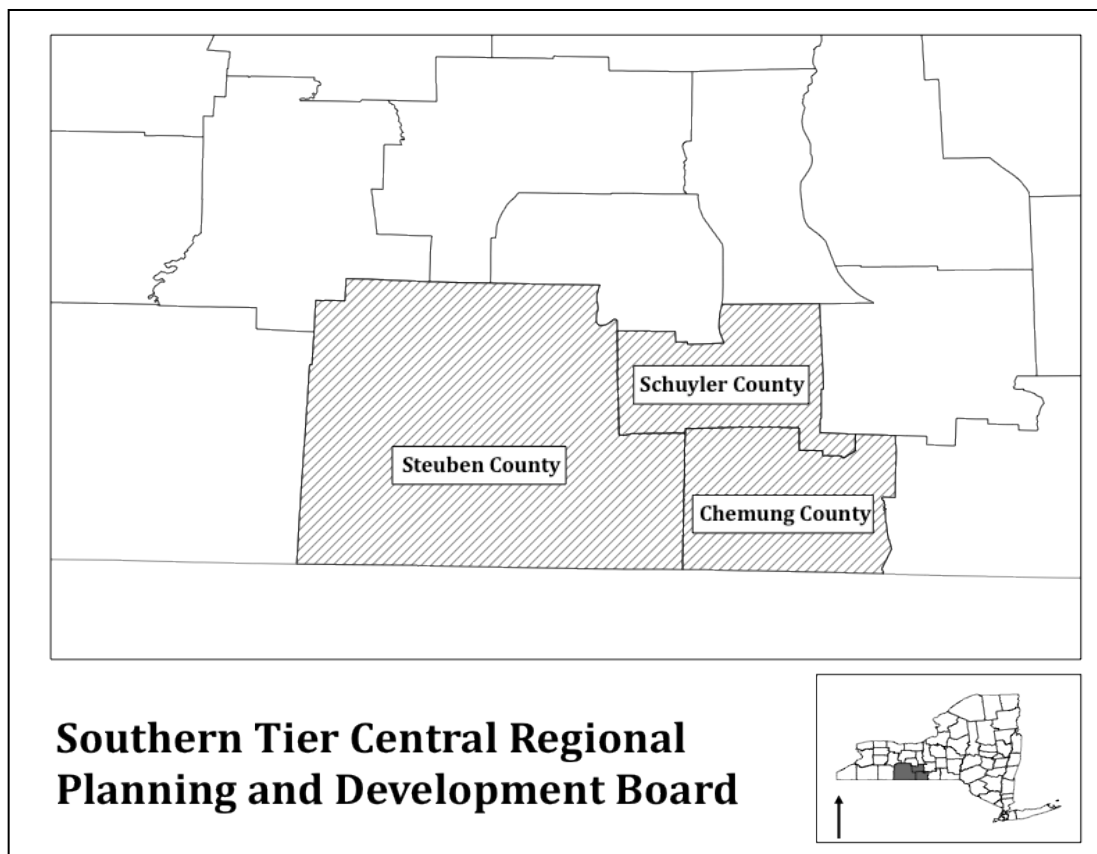 Schuyler County
Steuben County
Chemung County
Southern Tier Central Regional
Planning and Development Board